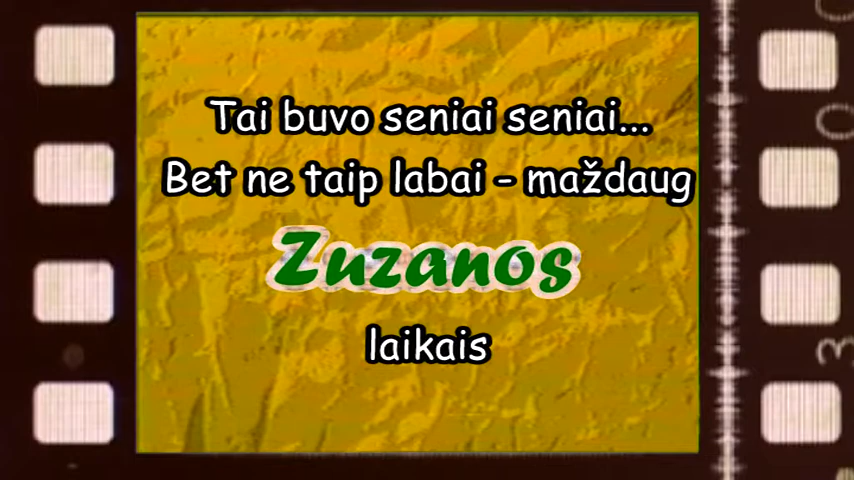 Tai buvo seniai seniai...
Bet ne taip labai - maždaug
Zuzanos
laikais